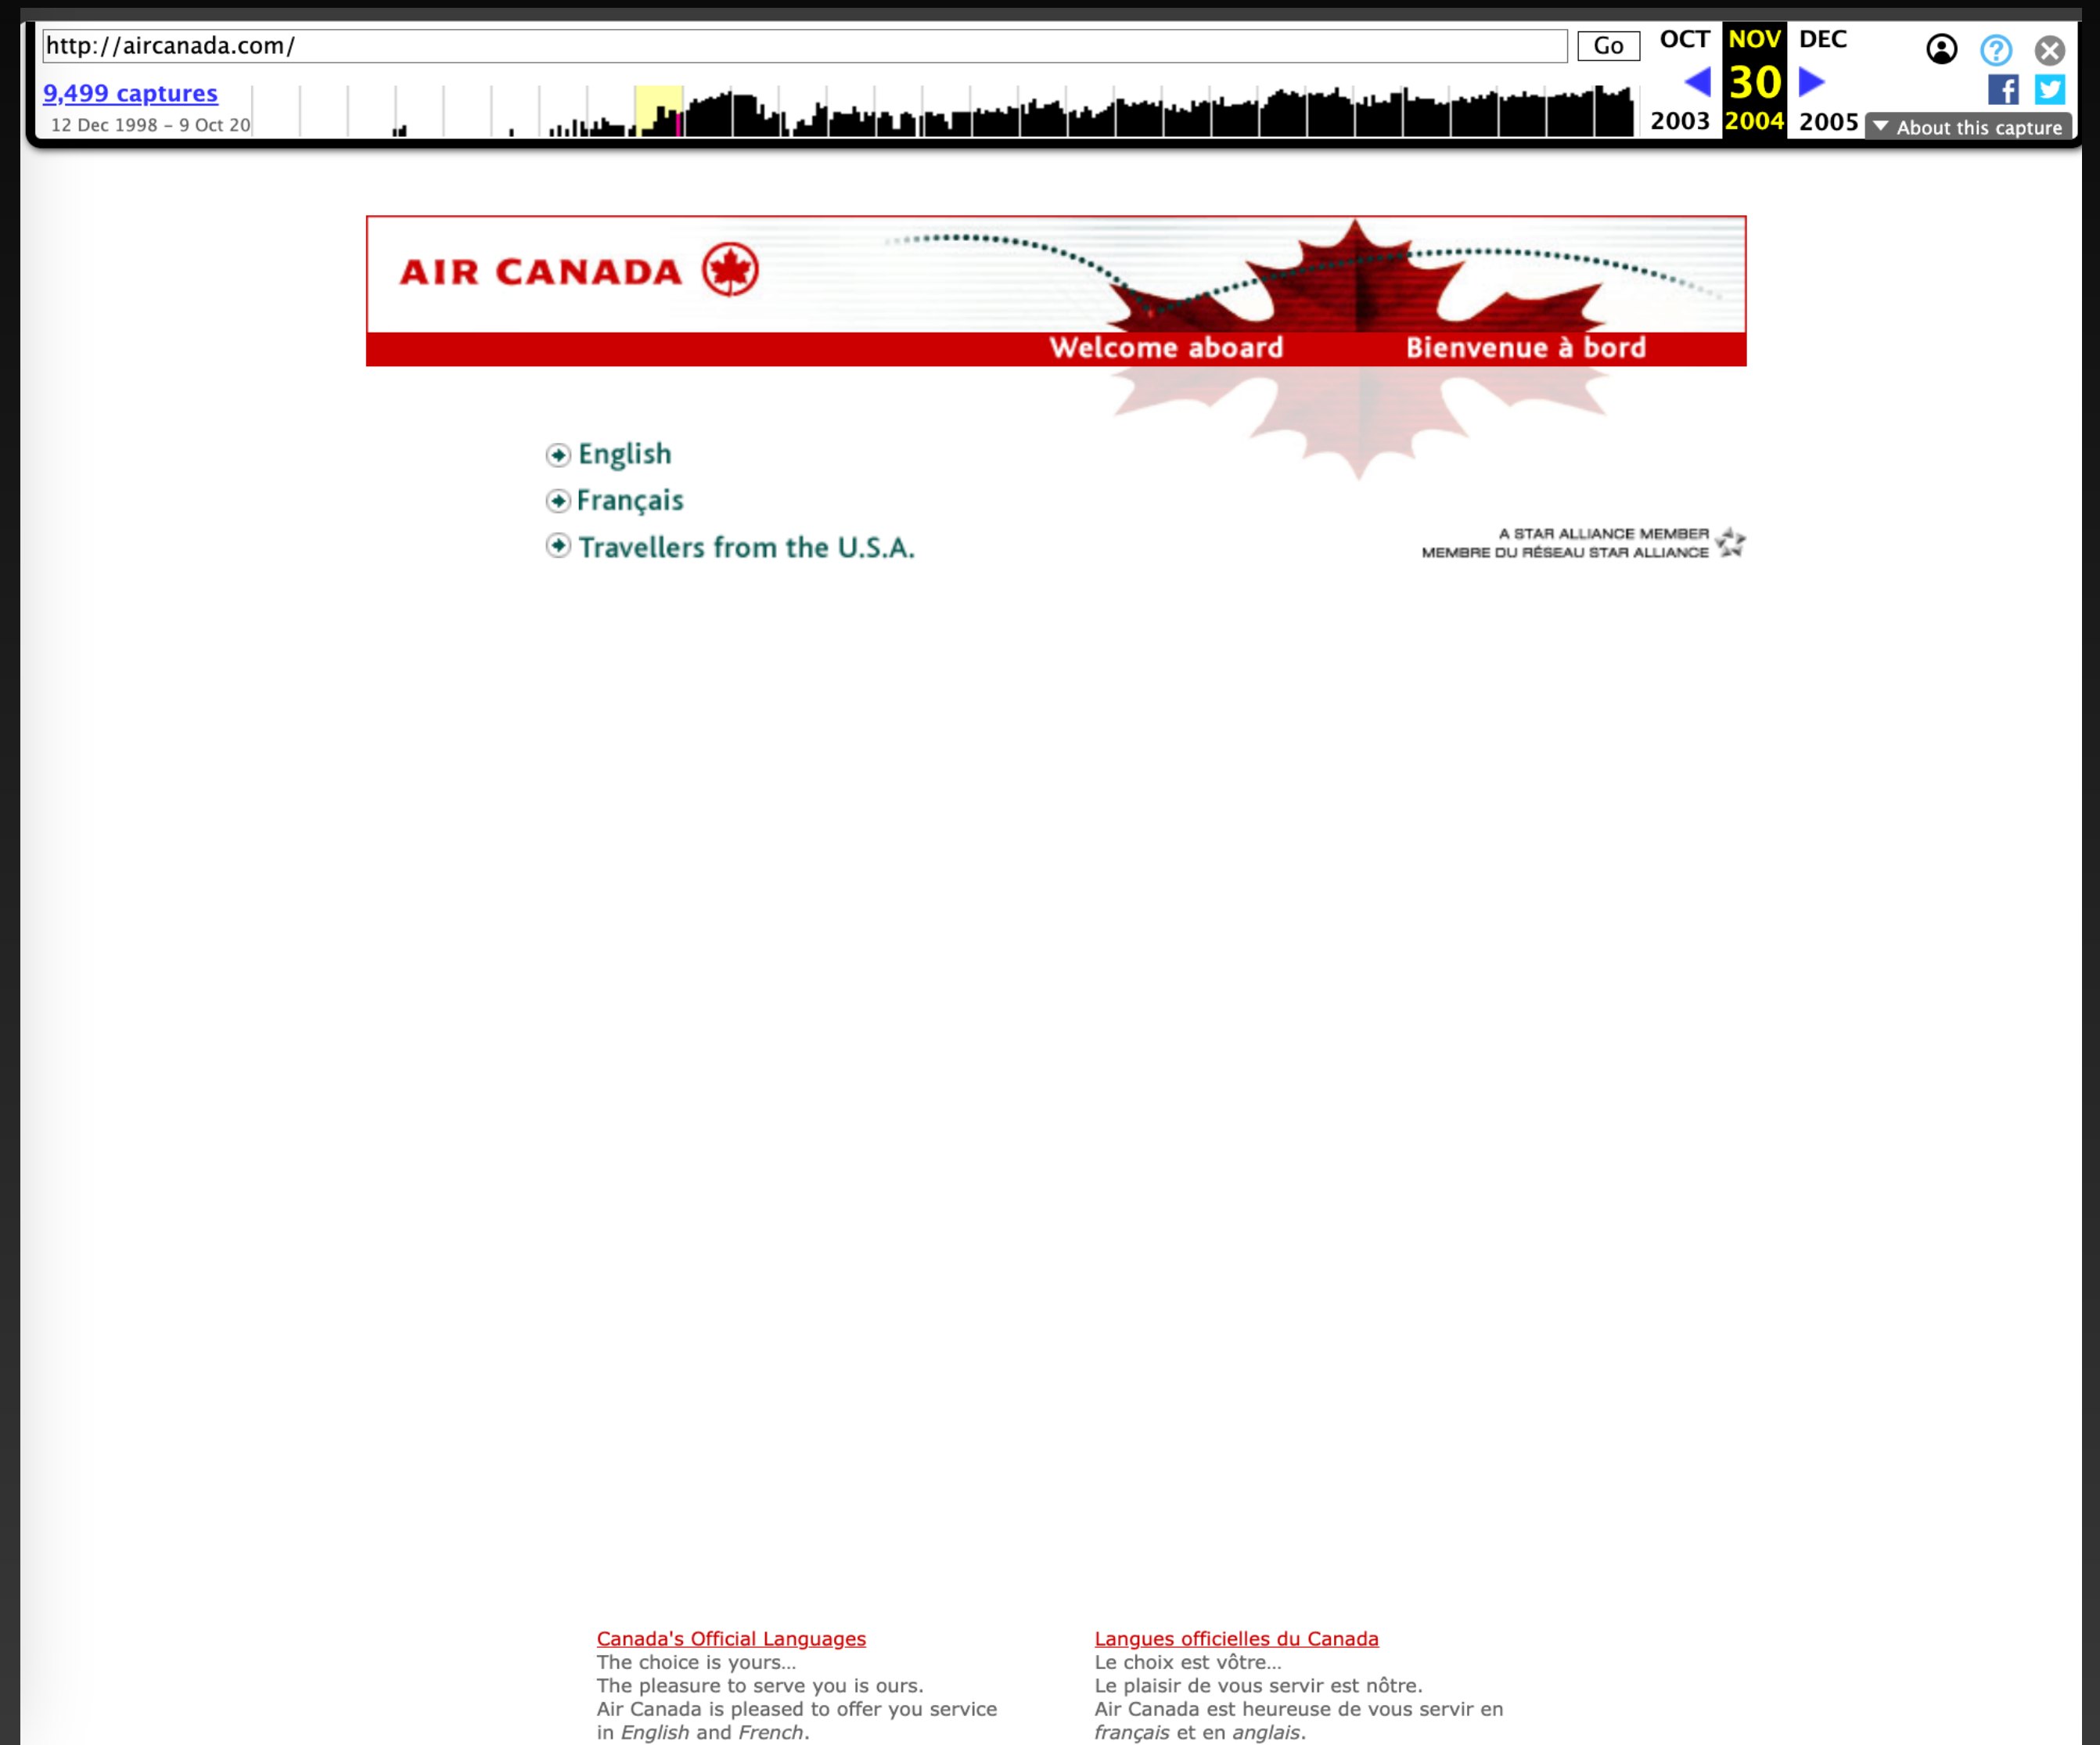 http://aircanada.com/
Go
OCT NOV DEC
30
2003 2004 2005
9,499 captures
12 Dec 1998 – 9 Oct 20
About this capture
AIR CANADA
Welcome aboard
Bienvenue à bord
English
Français
Travellers from the U.S.A.
A STAR ALLIANCE MEMBER
MEMBRE DU RÉSEAU STAR ALLIANCE
Canada's Official Languages
The choice is yours...
The pleasure to serve you is ours.
Air Canada is pleased to offer you service
in English and French.
Langues officielles du Canada
Le choix est vôtre...
Le plaisir de vous servir est nôtre.
Air Canada est heureuse de vous servir en
français et en anglais.